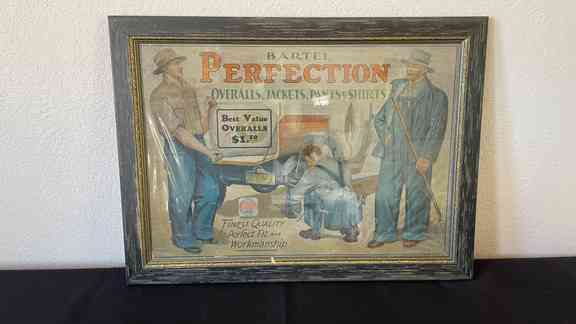 BARTEL
PERFECTION
OVERALLS, JACKETS, PANTS & SHIRTS
Best Value
OVERALLS
$1.50
FINEST QUALITY
Perfect Fit and
Workmanship